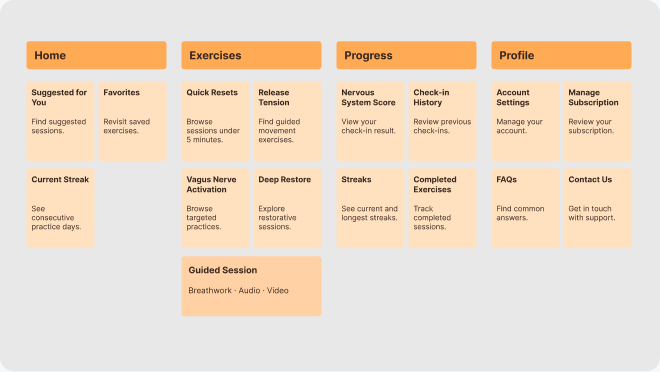 Home
Suggested for
You
Find suggested
sessions.
Favorites
Revisit saved
exercises.
Current Streak
See
consecutive
practice days.
Exercises
Quick Resets
Browse
sessions under
5 minutes.
Release
Tension
Find guided
movement
exercises.
Vagus Nerve
Activation
Browse
targeted
practices.
Deep Restore
Explore
restorative
sessions.
Guided Session
Breathwork · Audio · Video
Progress
Nervous
System Score
View your
check-in result.
Check-in
History
Review previous
check-ins.
Streaks
See current and
longest streaks.
Completed
Exercises
Track
completed
sessions.
Profile
Account
Settings
Manage your
account.
Manage
Subscription
Review your
subscription.
FAQs
Find common
answers.
Contact Us
Get in touch
with support.